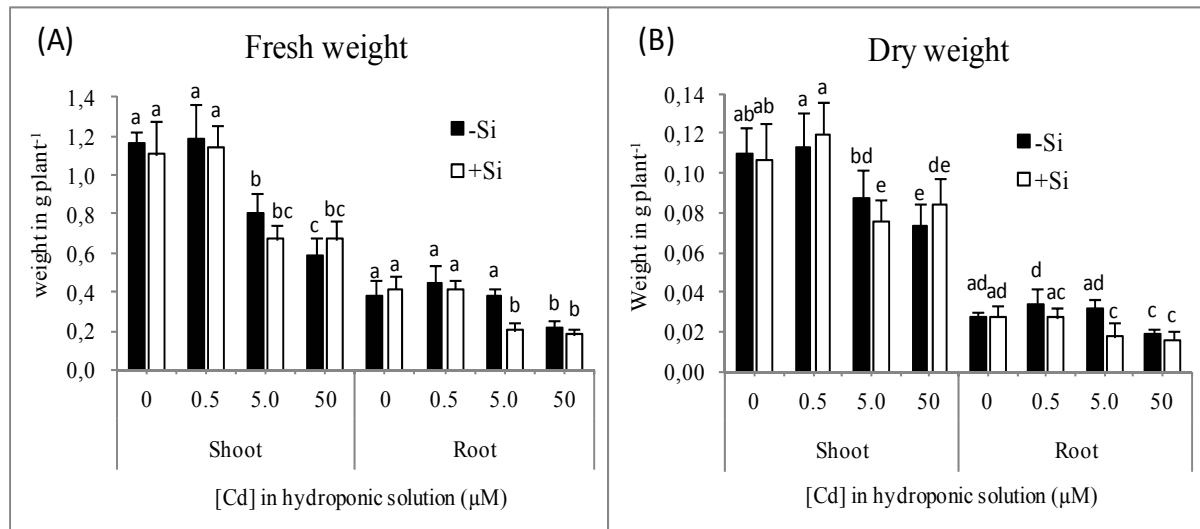 (A)
Fresh weight
weight in g plant-1
1,4
1,2
1,0
0,8
0,6
0,4
0,2
0,0
a a a a b bc c bc a a a a a b b b
-Si
+Si
0 0.5 5.0 50 0 0.5 5.0 50
Shoot Root
[Cd] in hydroponic solution (µM)
(B)
Dry weight
Weight in g plant-1
0,14
0,12
0,10
0,08
0,06
0,04
0,02
0,00
ab ab a a bd e e de ad ad d ac ad c c c
-Si
+Si
0 0.5 5.0 50 0 0.5 5.0 50
Shoot Root
[Cd] in hydroponic solution (µM)